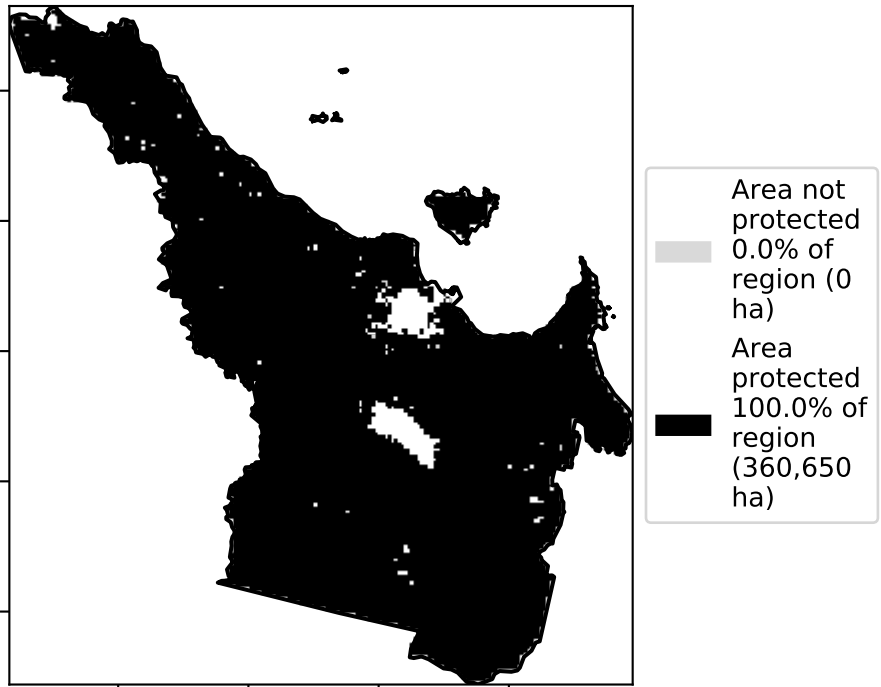 Area not
protected
0.0% of
region (0
ha)
Area
protected
100.0% of
region
(360,650
ha)